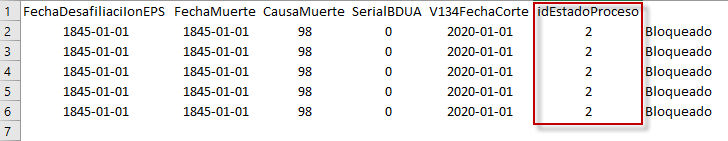 1 FechaDesafiliaciIonEPS FechaMuerte CausaMuerte SerialBDUA V134FechaCorte idEstadoProceso
2 1845-01-01 1845-01-01 98 0 2020-01-01 2 Bloqueado
3 1845-01-01 1845-01-01 98 0 2020-01-01 2 Bloqueado
4 1845-01-01 1845-01-01 98 0 2020-01-01 2 Bloqueado
5 1845-01-01 1845-01-01 98 0 2020-01-01 2 Bloqueado
6 1845-01-01 1845-01-01 98 0 2020-01-01 2 Bloqueado
7